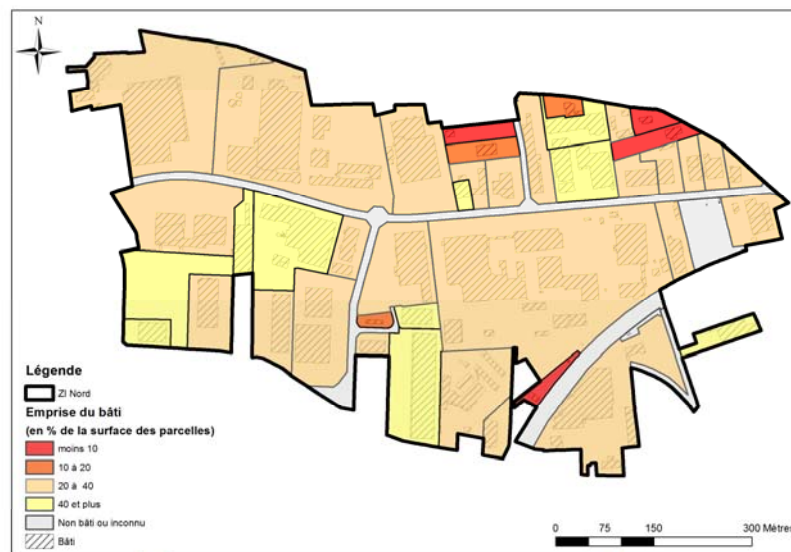 N
Légende
ZI Nord
Emprise du bâti
(en % de la surface des parcelles)
moins 10
10 à 20
20 à 40
40 et plus
Non bâti ou inconnu
Bâti
0 75 150 300 Mètres